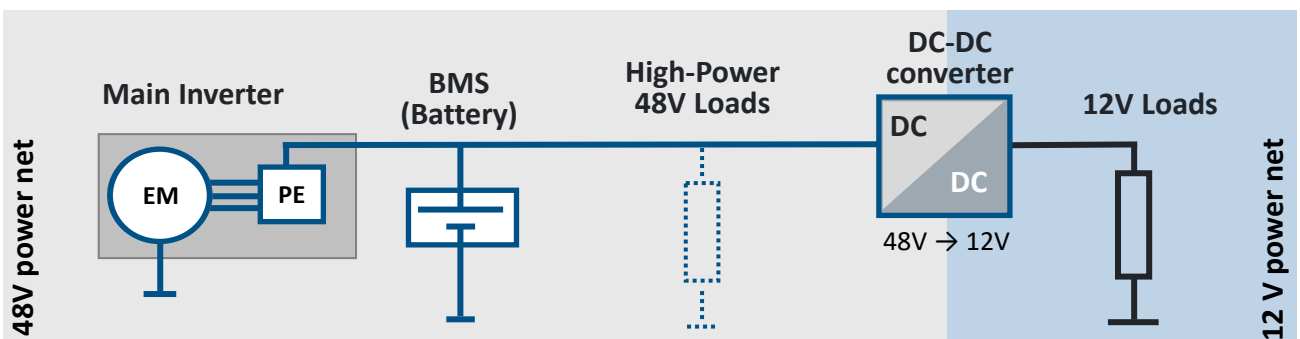 48V power net
Main Inverter
EM
PE
BMS
(Battery)
High-Power
48V Loads
DC-DC
converter
DC
DC
48V → 12V
12V Loads
12 V power net